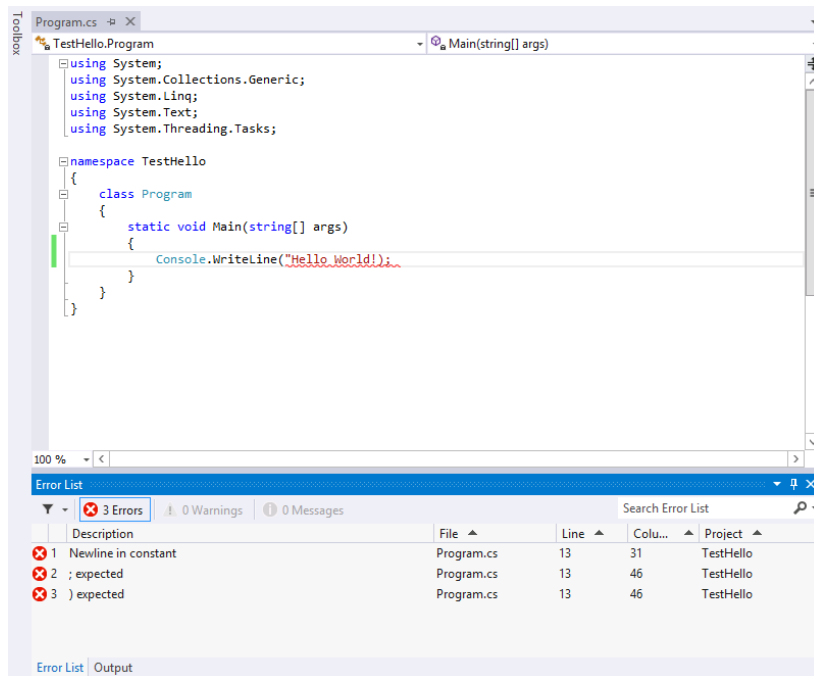 Toolbox
Program.cs
TestHello.Program
Main(string[] args)
using System;
using System.Collections.Generic;
using System.Linq;
using System.Text;
using System.Threading.Tasks;
namespace TestHello
{
class Program
{
static void Main(string[] args)
{
Console.WriteLine("Hello World!);
}
}
}
100 %
Error List
3 Errors 0 Warnings 0 Messages Search Error List
Description File Line Colu... Project
1 Newline in constant Program.cs 13 31 TestHello
2 ; expected Program.cs 13 46 TestHello
3 ) expected Program.cs 13 46 TestHello
Error List Output